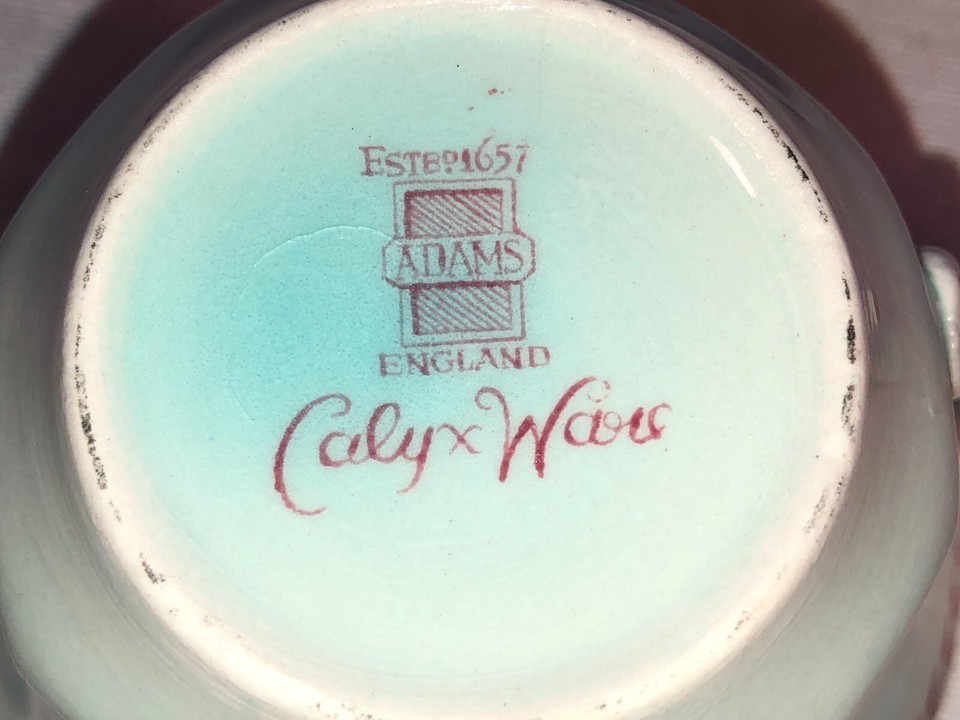 ESTBD 1657
ADAMS
ENGLAND
Calyx Ware